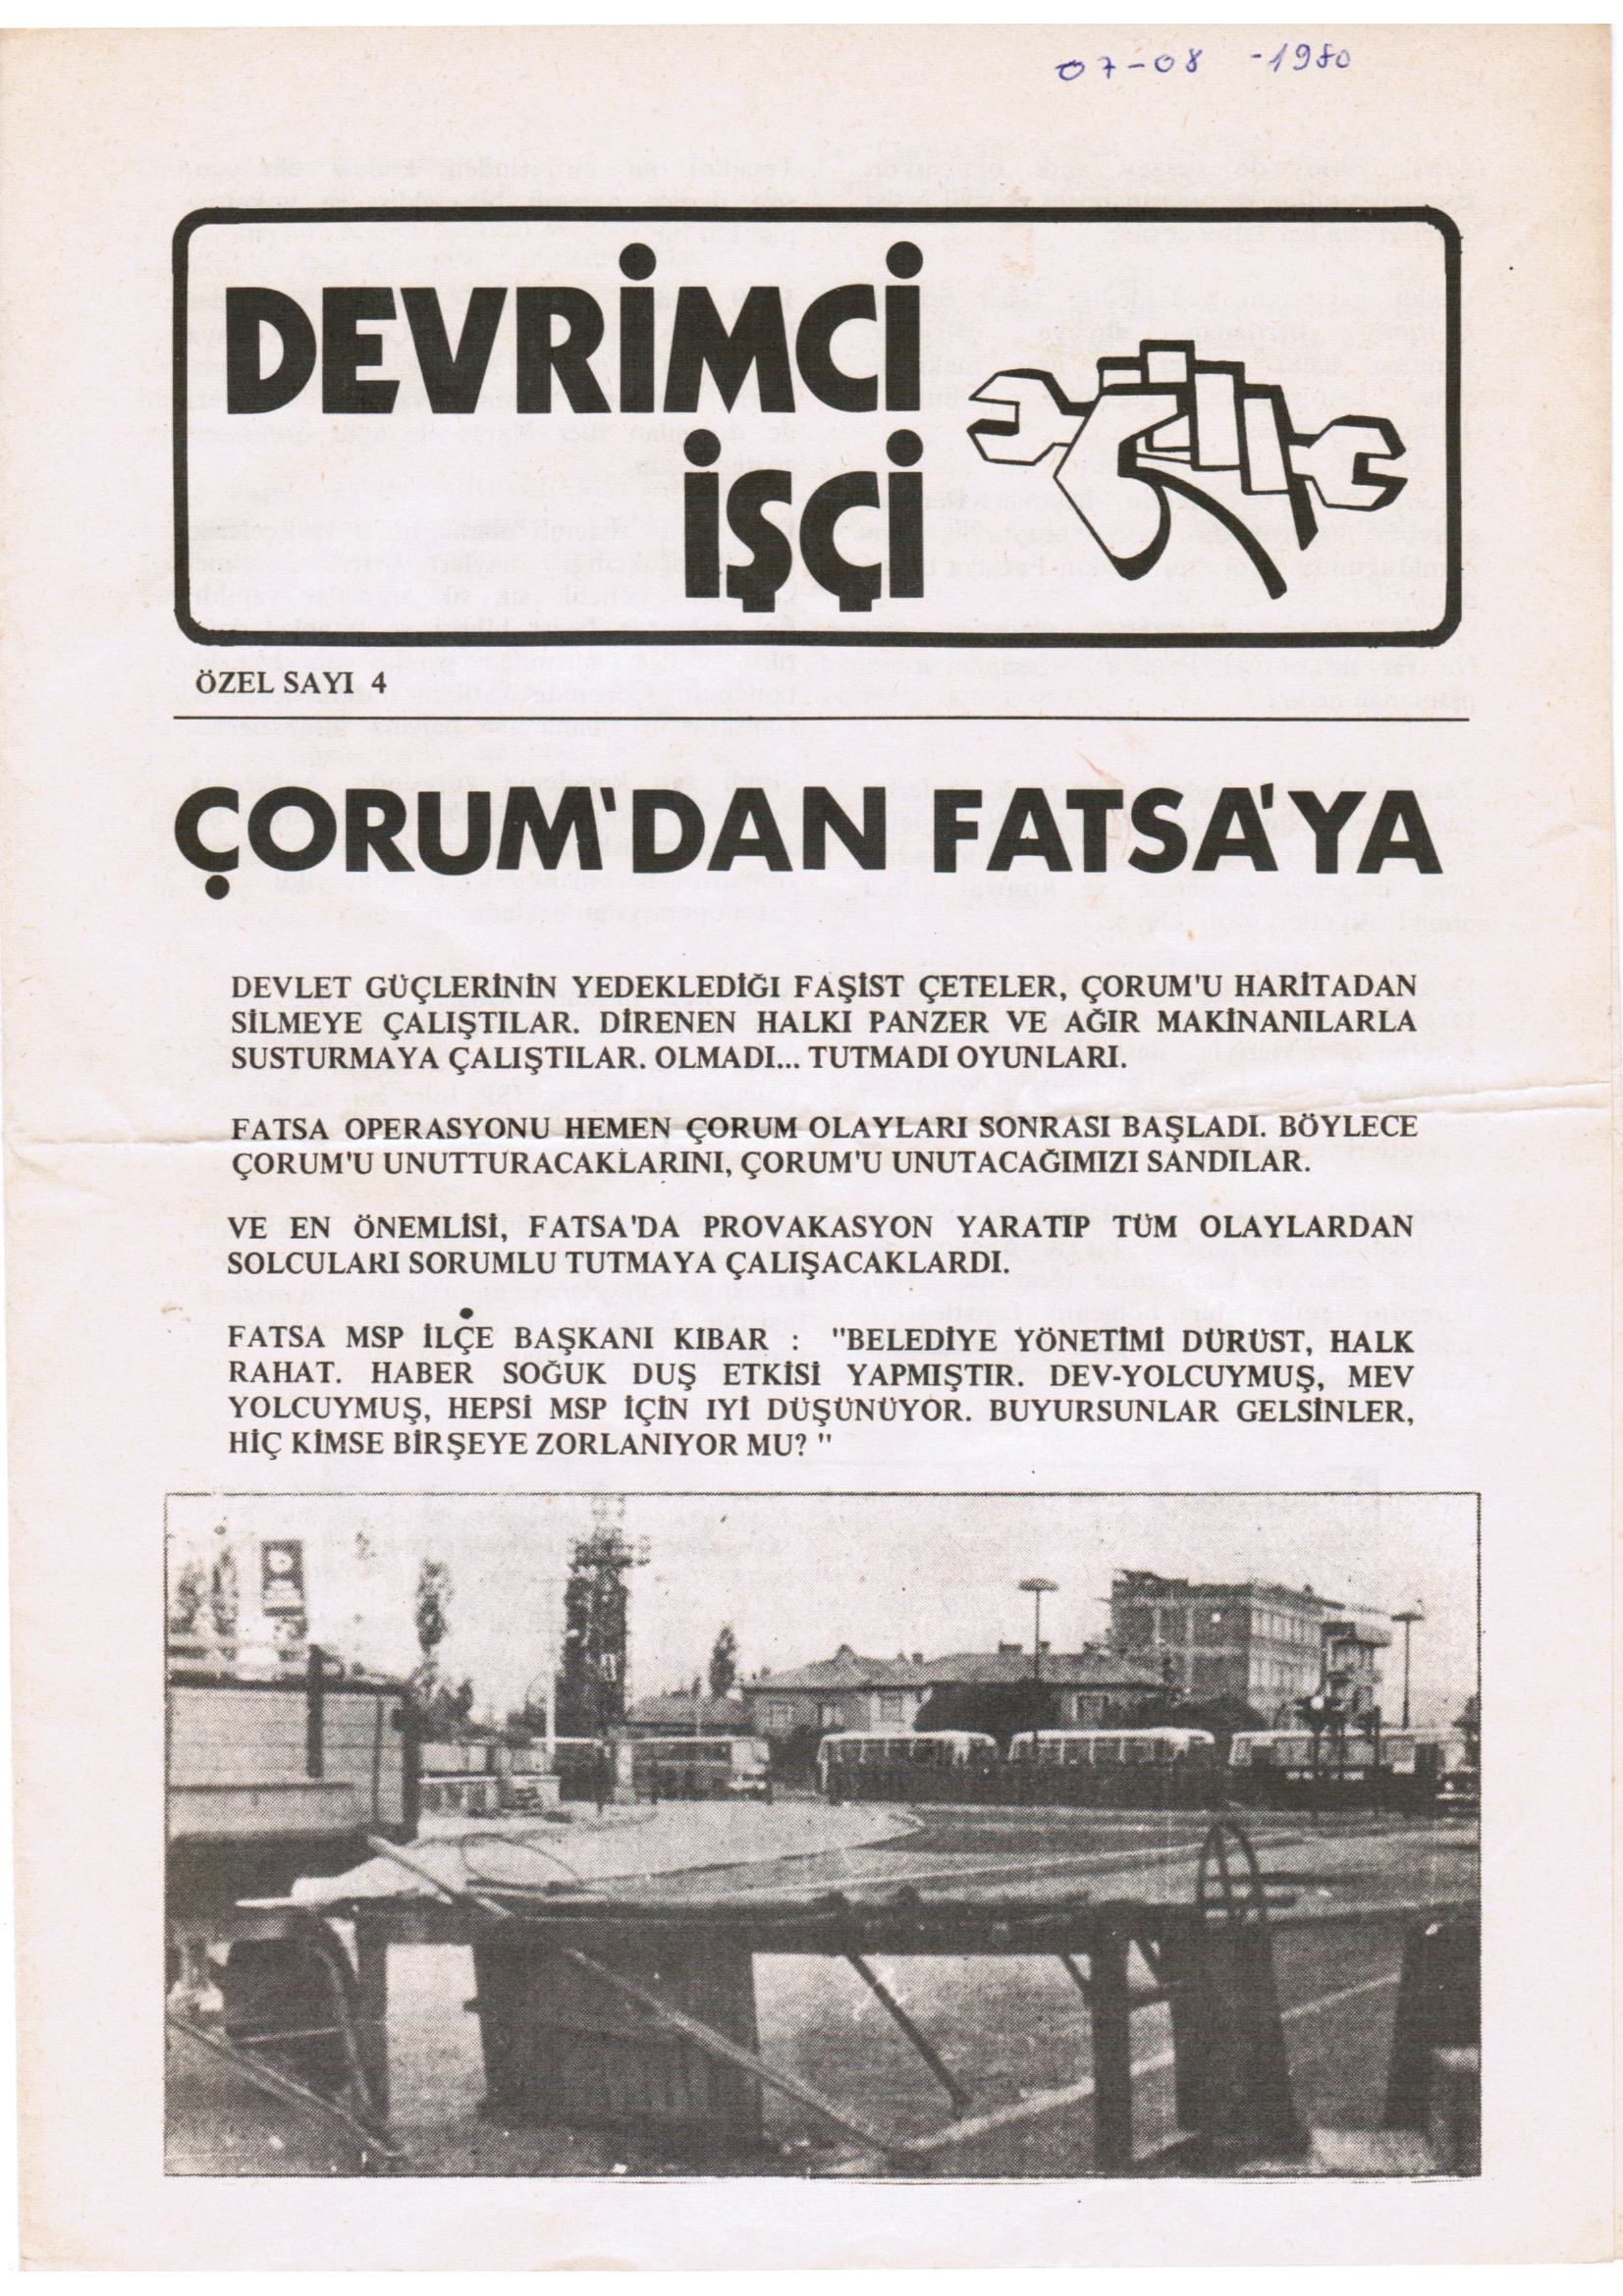 07-08 -1980
DEVRİMCİ
İŞÇİ
ÖZEL SAYI 4
ÇORUM'DAN FATSA'YA
DEVLET GÜÇLERİNİN YEDEKLEDİĞI FAŞİST ÇETELER, ÇORUM'U HARİTADAN
SİLMEYE ÇALIŞTILAR. DİRENEN HALKI PANZER VE AĞIR MAKİNANILARLA
SUSTURMAYA ÇALIŞTILAR. OLMADI... TUTMADI OYUNLARI.
FATSA OPERASYONU HEMEN ÇORUM OLAYLARI SONRASI BAŞLADI. BÖYLECE
ÇORUM'U UNUTTURACAKLARINI, ÇORUM'U UNUTACAĞIMIZI SANDILAR.
VE EN ÖNEMLİSİ, FATSA'DA PROVAKASYON YARATIP TÜM OLAYLARDAN
SOLCULARI SORUMLU TUTMAYA ÇALIŞACAKLARDI.
FATSA MSP İLÇE BAŞKANI KIBAR : "BELEDİYE YÖNETİMİ DÜRÜST, HALK
RAHAT. HABER SOĞUK DUŞ ETKİSİ YAPMIŞTIR. DEV-YOLCUYMUŞ, MEV
YOLCUYMUŞ, HEPSİ MSP İÇİN IYİ DÜŞÜNÜYOR. BUYURSUNLAR GELSİNLER,
HİÇ KİMSE BİRŞEYE ZORLANIYOR MU? "